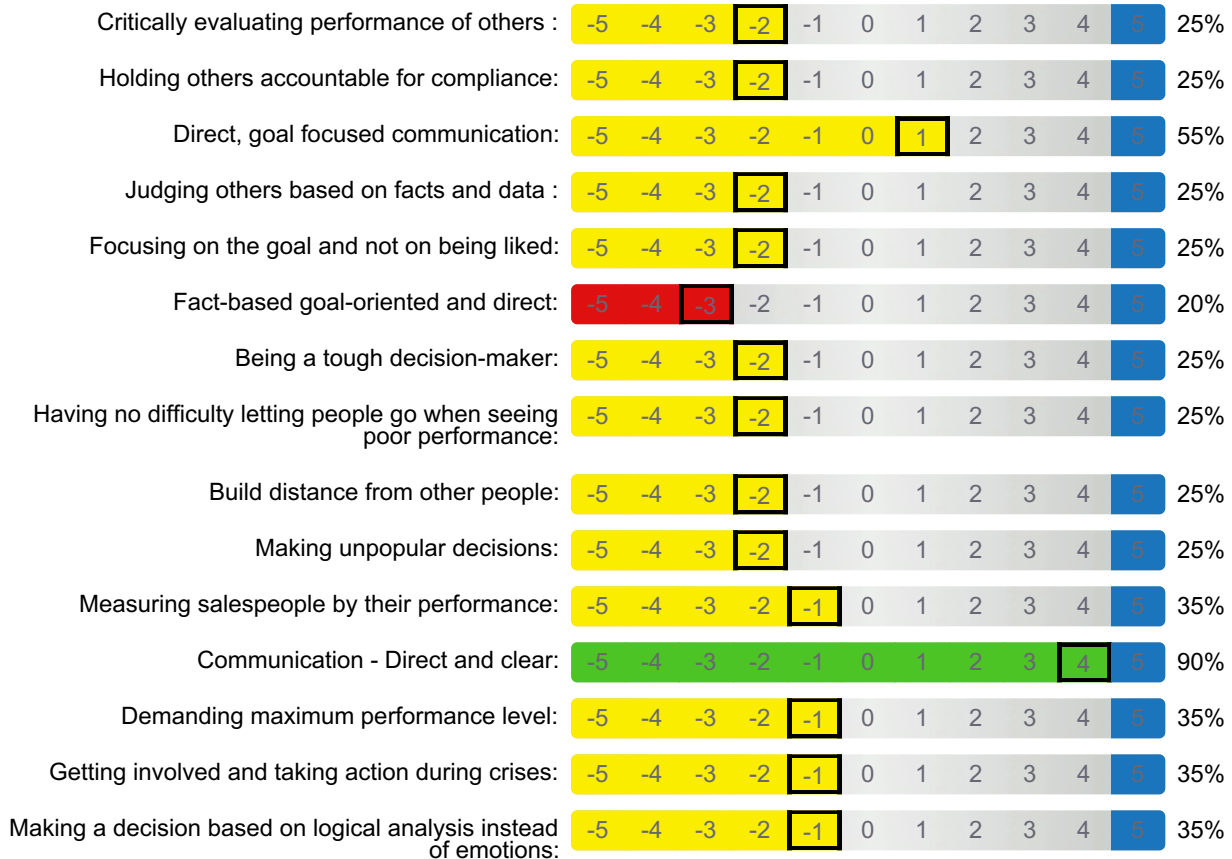 Critically evaluating performance of others : -5 -4 -3 -2 -1 0 1 2 3 4 5 25%
Holding others accountable for compliance: -5 -4 -3 -2 -1 0 1 2 3 4 5 25%
Direct, goal focused communication: -5 -4 -3 -2 -1 0 1 2 3 4 5 55%
Judging others based on facts and data : -5 -4 -3 -2 -1 0 1 2 3 4 5 25%
Focusing on the goal and not on being liked: -5 -4 -3 -2 -1 0 1 2 3 4 5 25%
Fact-based goal-oriented and direct: -5 -4 -3 -2 -1 0 1 2 3 4 5 20%
Being a tough decision-maker: -5 -4 -3 -2 -1 0 1 2 3 4 5 25%
Having no difficulty letting people go when seeing -5 -4 -3 -2 -1 0 1 2 3 4 5 25%
poor performance:
Build distance from other people: -5 -4 -3 -2 -1 0 1 2 3 4 5 25%
Making unpopular decisions: -5 -4 -3 -2 -1 0 1 2 3 4 5 25%
Measuring salespeople by their performance: -5 -4 -3 -2 -1 0 1 2 3 4 5 35%
Communication - Direct and clear: -5 -4 -3 -2 -1 0 1 2 3 4 5 90%
Demanding maximum performance level: -5 -4 -3 -2 -1 0 1 2 3 4 5 35%
Getting involved and taking action during crises: -5 -4 -3 -2 -1 0 1 2 3 4 5 35%
Making a decision based on logical analysis instead -5 -4 -3 -2 -1 0 1 2 3 4 5 35%
of emotions: